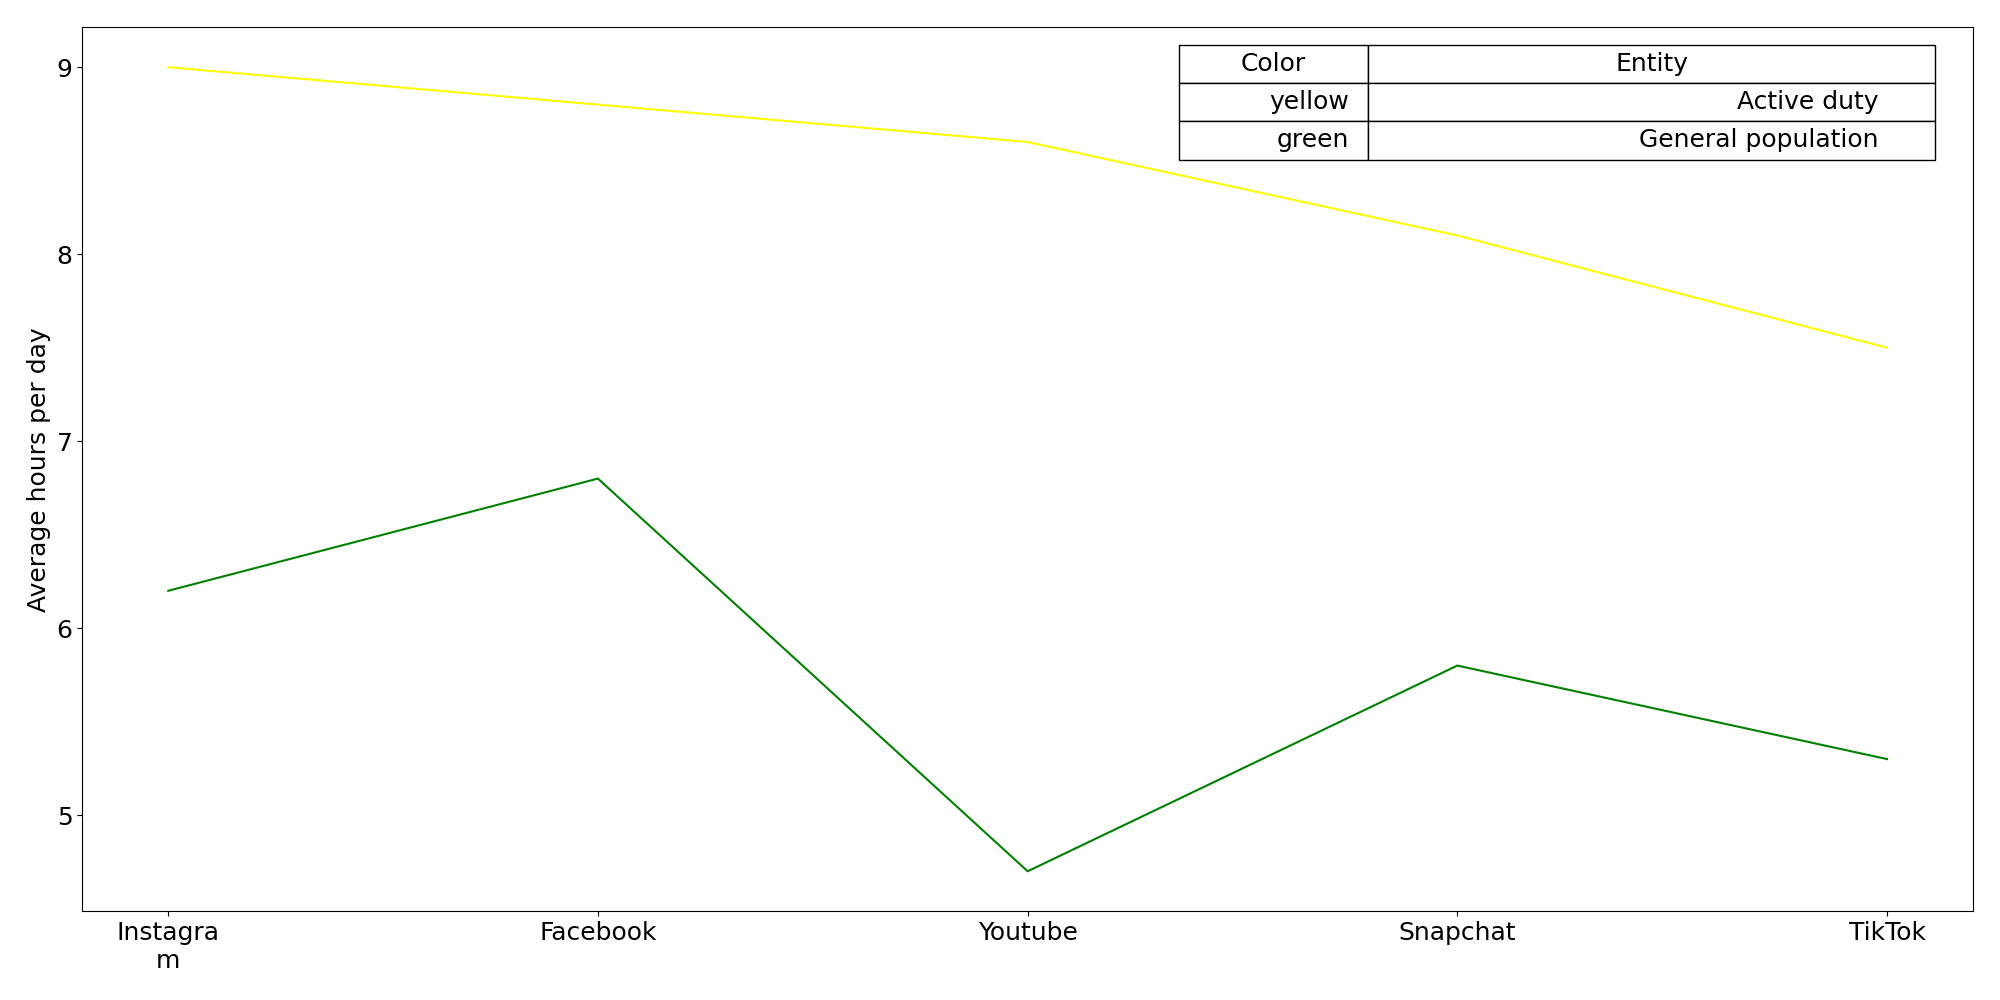 Average hours per day
9
8
7
6
5
Color Entity
yellow Active duty
green General population
Instagra
m
Facebook
Youtube
Snapchat
TikTok